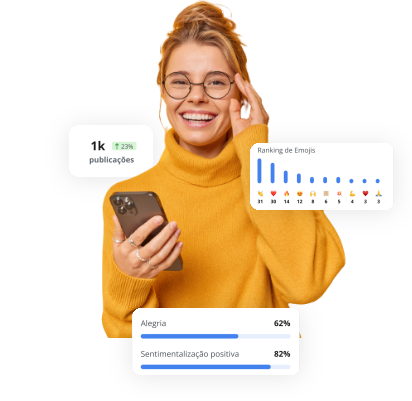 1k ↑ 23%
publicações
Ranking de Emojis
31 30 14 12 8 6 5 4 3 3
Alegria 62%
Sentimentalização positiva 82%